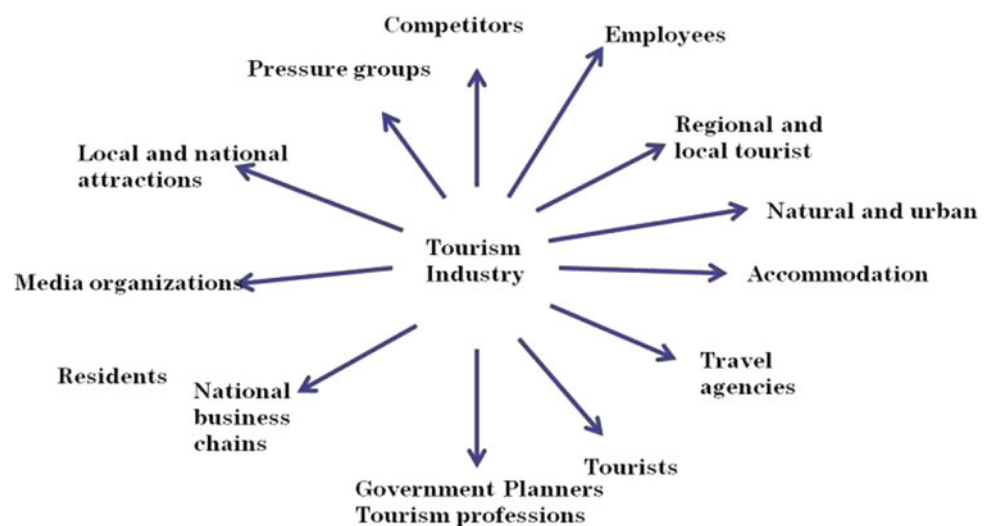 Competitors
Employees
Pressure groups
Regional and
local tourist
Local and national
attractions
Natural and urban
Tourism
Industry
Media organizations
Accommodation
Travel
agencies
Residents
National
business
chains
Tourists
Government Planners
Tourism professions